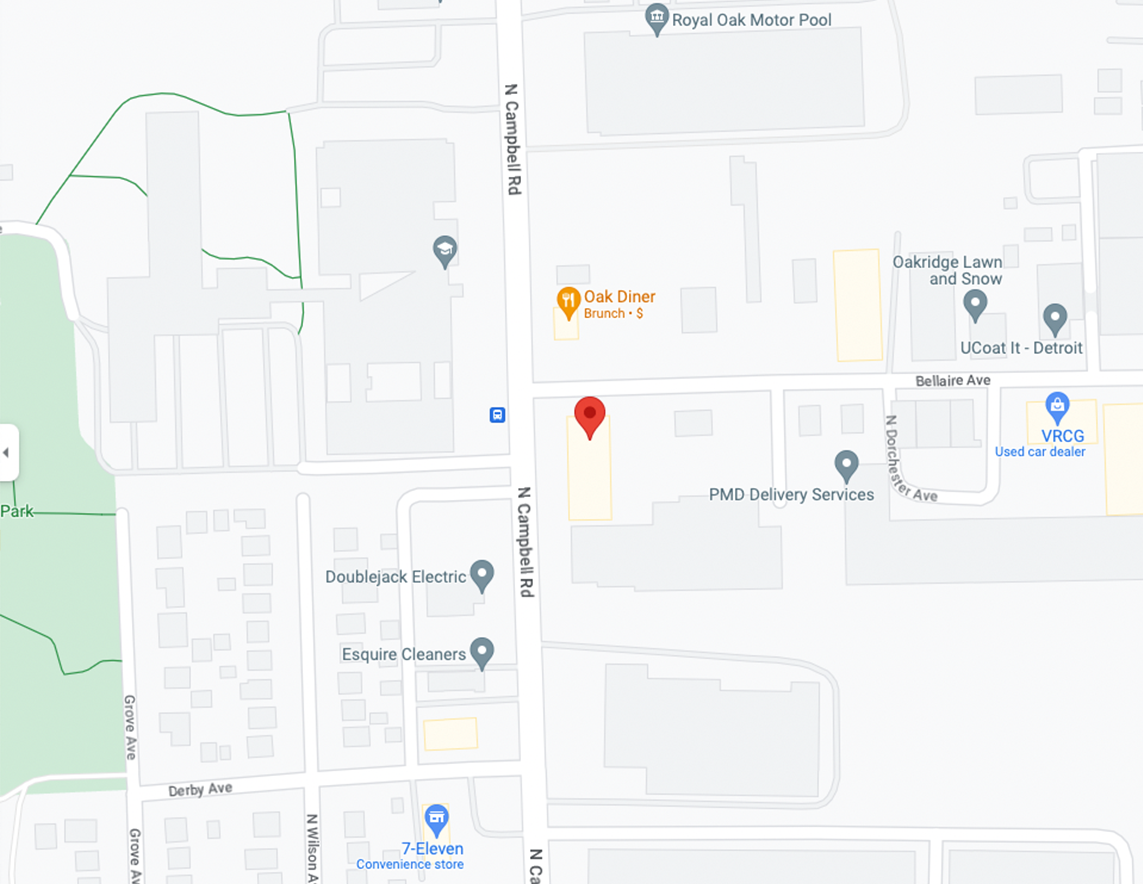 Royal Oak Motor Pool
N Campbell Rd
Oakridge Lawn
and Snow
Oak Diner
Brunch • $
UCoat It - Detroit
Bellaire Ave
VRCG
Used car dealer
N Dorchester Ave
PMD Delivery Services
N Campbell Rd
Park
Doublejack Electric
Esquire Cleaners
Grove Ave
Derby Ave
7-Eleven
Convenience store
N Wilson A
Grove Av
N Ca